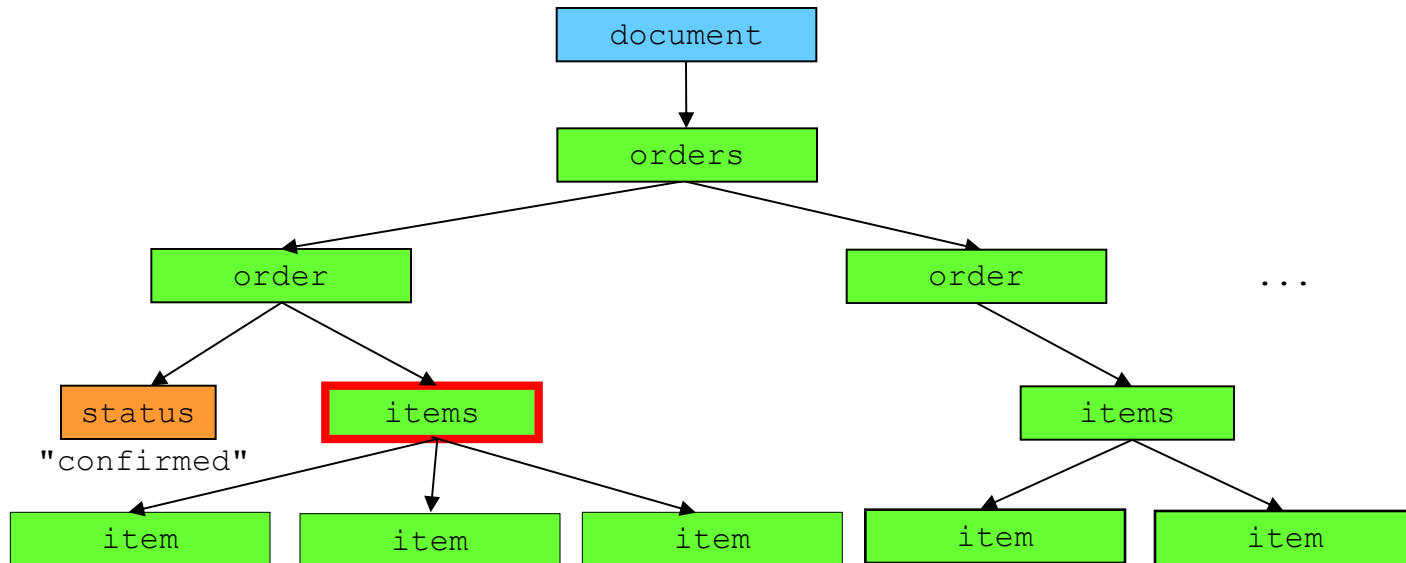 document
orders
order order ...
status items items
"confirmed"
item item item item item